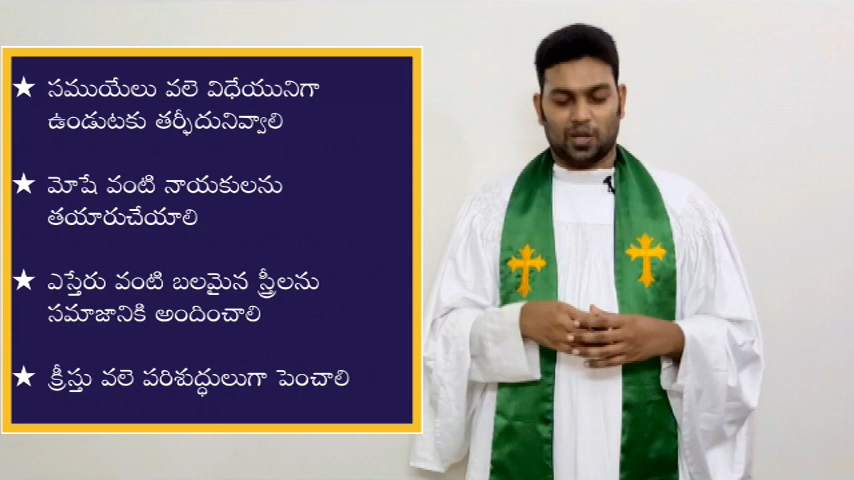 ★ సముయేలు వలె విధేయునిగా
ఉండుటకు తర్ఫీదునివ్వాలి
★ మోషే వంటి నాయకులను
తయారుచేయాలి
★ ఎస్తేరు వంటి బలమైన స్త్రీలను
సమాజానికి అందించాలి
★ క్రీస్తు వలె పరిశుద్ధులుగా పెంచాలి